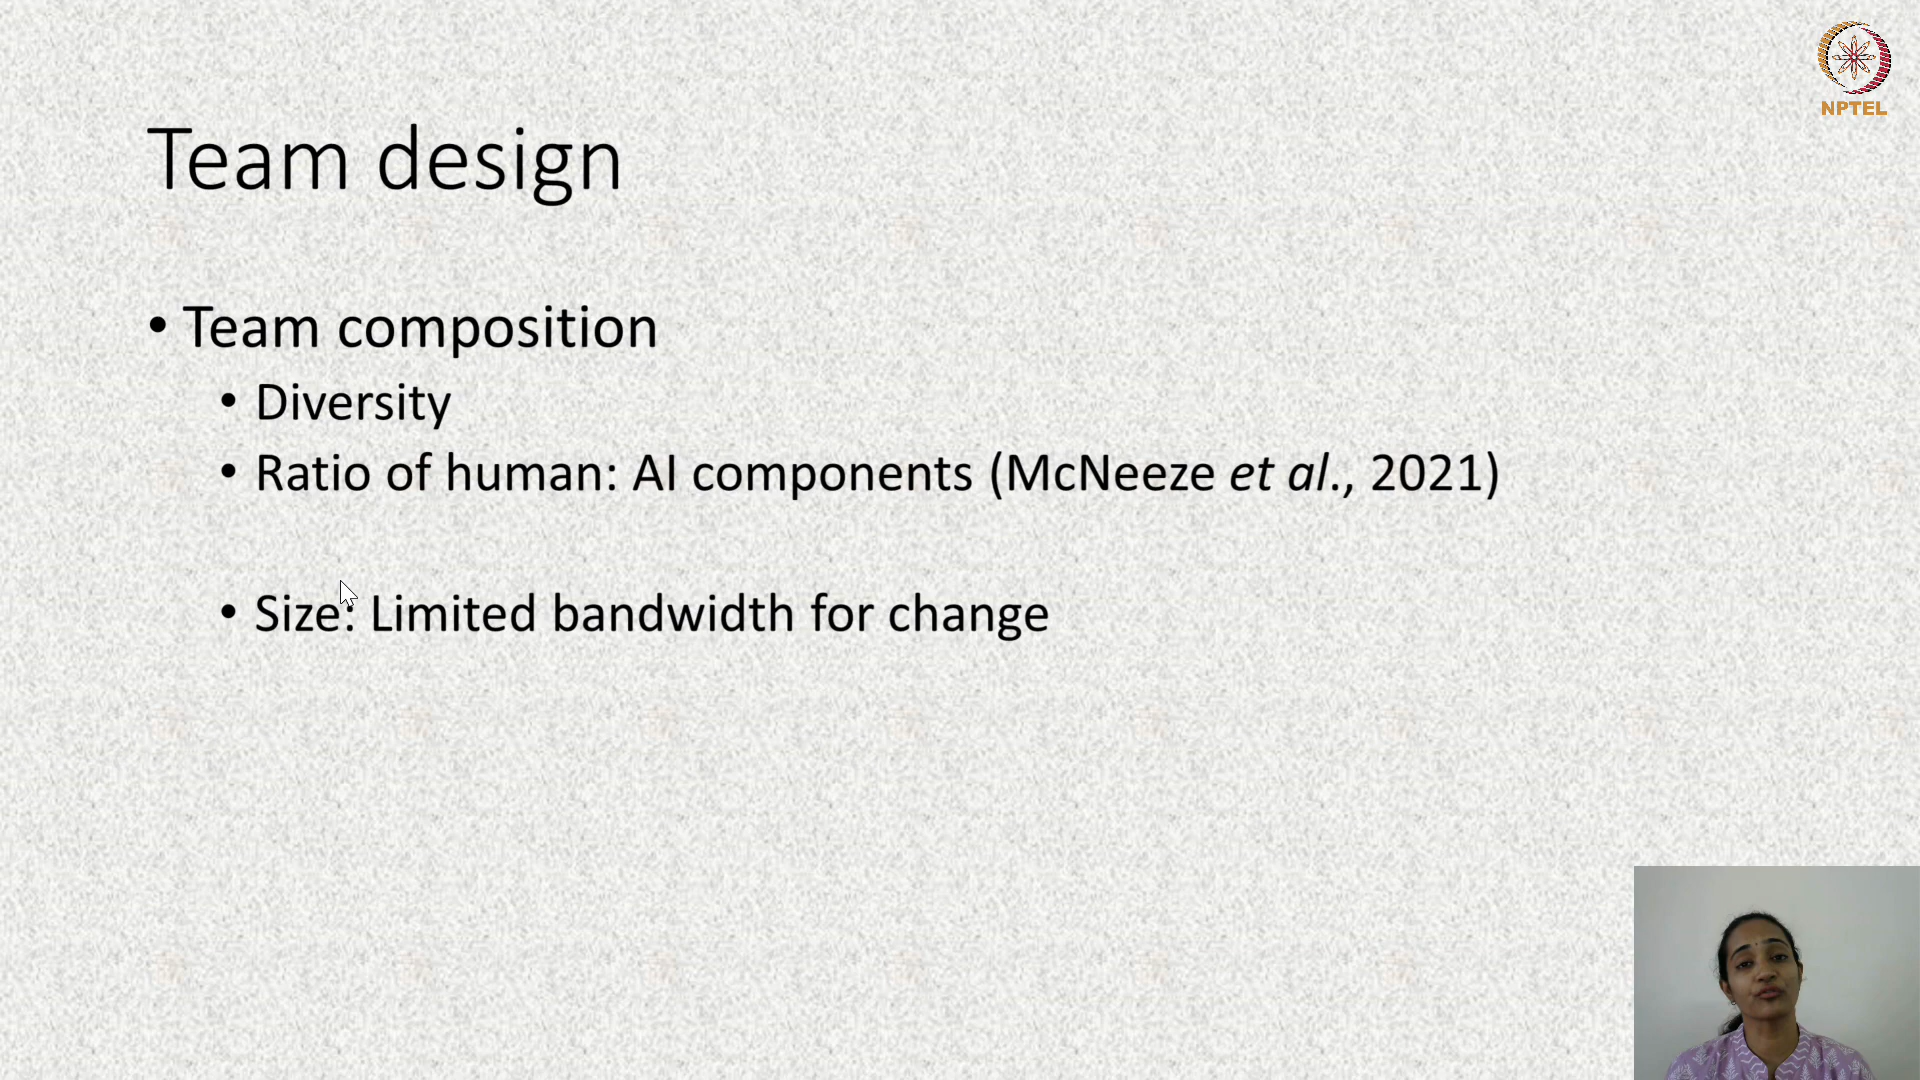 NPTEL
Team design
• Team composition
• Diversity
• Ratio of human: AI components (McNeeze et al., 2021)
• Size: Limited bandwidth for change